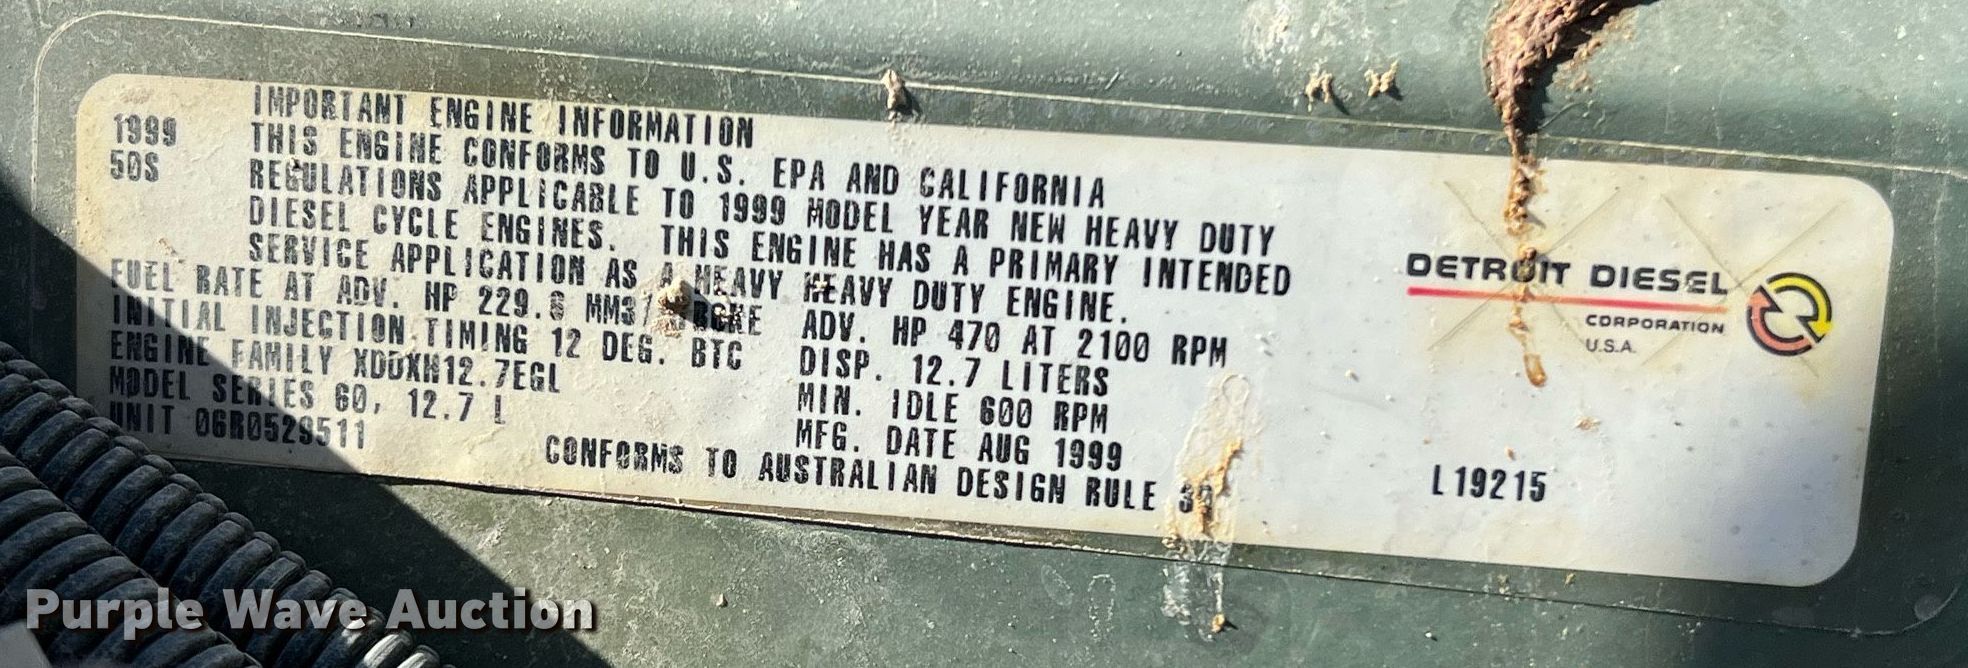 IMPORTANT ENGINE INFORMATION
1999 THIS ENGINE CONFORMS TO U.S. EPA AND CALIFORNIA
50S REGULATIONS APPLICABLE TO 1999 MODEL YEAR NEW HEAVY DUTY
DIESEL CYCLE ENGINES. THIS ENGINE HAS A PRIMARY INTENDED
SERVICE APPLICATION AS A HEAVY HEAVY DUTY ENGINE.
FUEL RATE AT ADV. HP 229.6 MM3/STROKE ADV. HP 470 AT 2100 RPM
INITIAL INJECTION TIMING 12 DEG. BTC DISP. 12.7 LITERS
ENGINE FAMILY XDDXH12.7EGL MIN. IDLE 600 RPM
MODEL SERIES 60, 12.7 L MFG. DATE AUG 1999
UNIT 06R0529511 CONFORMS TO AUSTRALIAN DESIGN RULE
DETROIT DIESEL
CORPORATION
U.S.A.
L19215
Purple Wave Auction